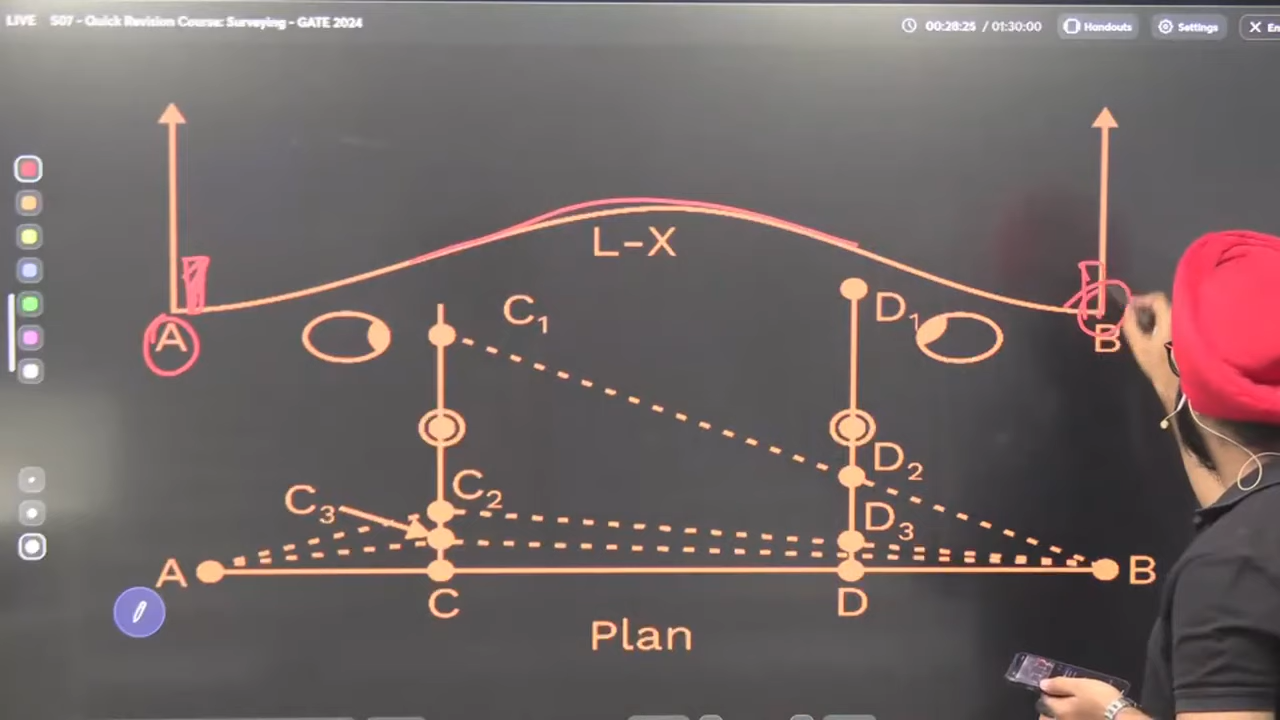 LIVE S07 - Quick Revision Course: Surveying - GATE 2024
00:28:25 / 01:30:00
Handouts
Settings
En
L-X
A
B
C₁
D₁
D₂
C₂
C₃
D₃
A
B
C
D
Plan